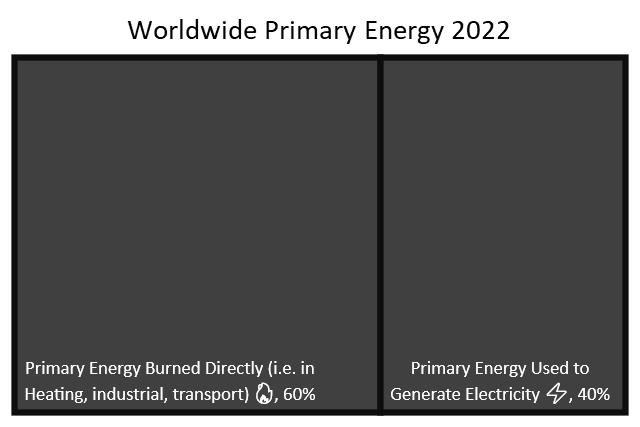 Worldwide Primary Energy 2022
Primary Energy Burned Directly (i.e. in
Heating, industrial, transport) , 60%
Primary Energy Used to
Generate Electricity , 40%